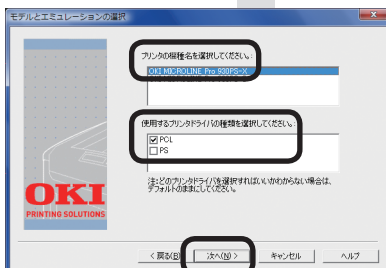 モデルとエミュレーションの選択
プリンタの機種名を選択してください。:
OKI MICROLINE Pro 930PS-X
使用するプリンタドライバの種類を選択してください。:
PCL
PS
注:どのプリンタドライバを選択すればいいかわからない場合は、
デフォルトのままにしてください。
OKI
PRINTING SOLUTIONS
< 戻る(B)
次へ(N) >
キャンセル
ヘルプ